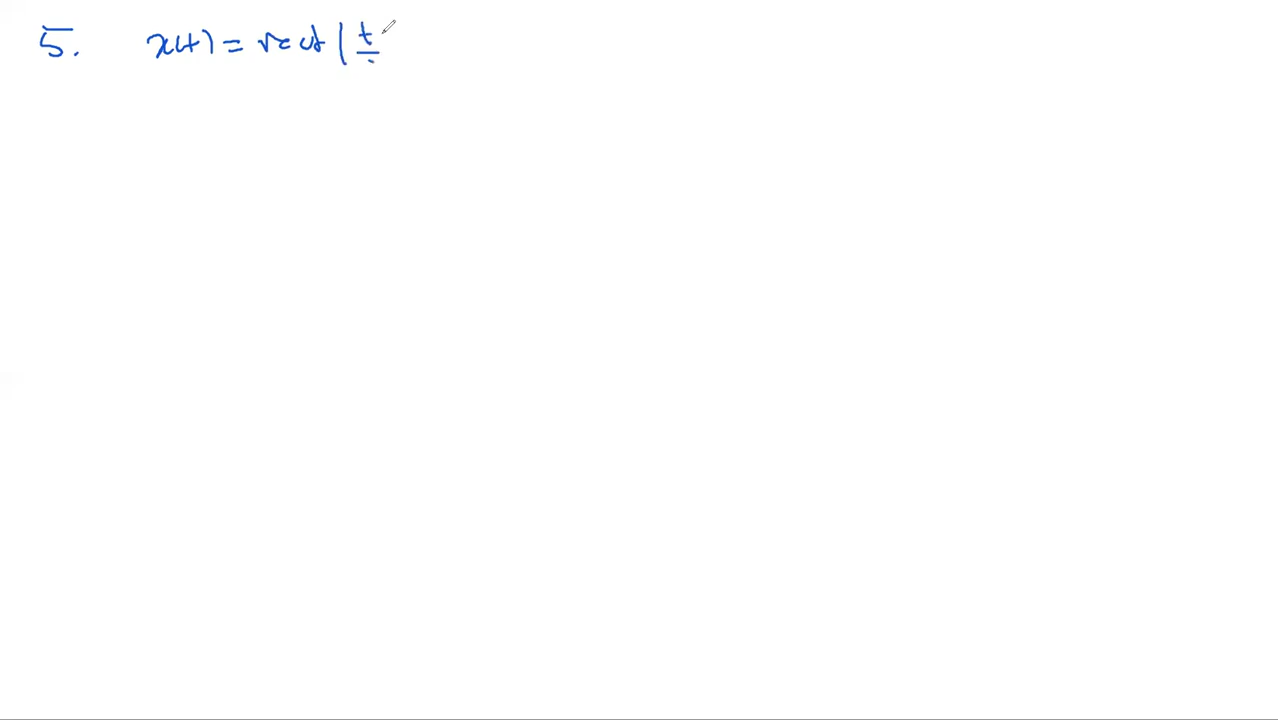 5. x(t) = rect ( t